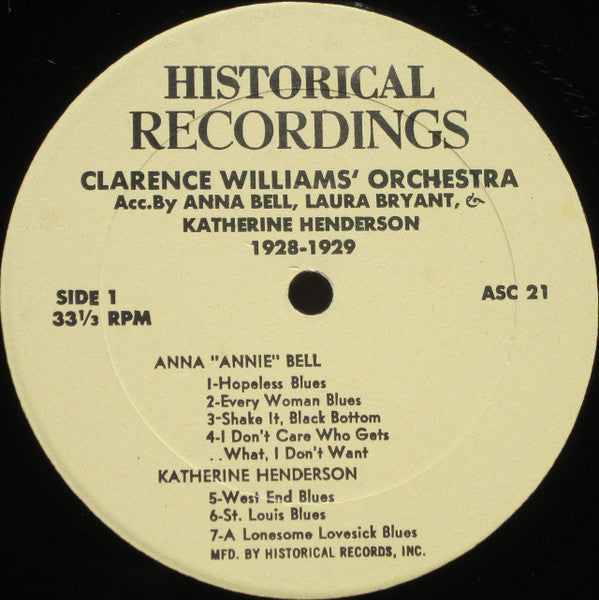 HISTORICAL
RECORDINGS
CLARENCE WILLIAMS' ORCHESTRA
Acc.By ANNA BELL, LAURA BRYANT, &
KATHERINE HENDERSON
1928-1929
SIDE 1
33⅓ RPM
ASC 21
ANNA "ANNIE" BELL
1-Hopeless Blues
2-Every Woman Blues
3-Shake It, Black Bottom
4-I Don't Care Who Gets
..What, I Don't Want
KATHERINE HENDERSON
5-West End Blues
6-St. Louis Blues
7-A Lonesome Lovesick Blues
MFD. BY HISTORICAL RECORDS, INC.